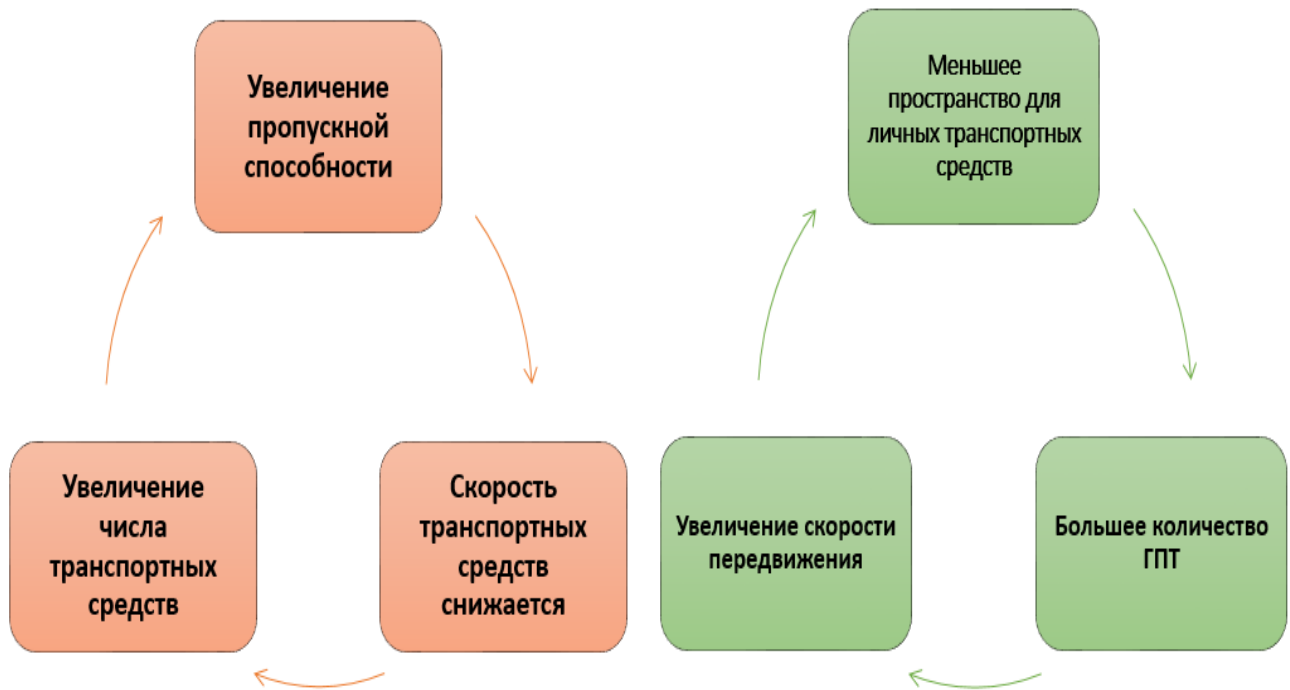 Увеличение
пропускной
способности
Скорость
транспортных
средств
снижается
Увеличение
числа
транспортных
средств
Меньшее
пространство для
личных транспортных
средств
Большее количество
ГПТ
Увеличение скорости
передвижения